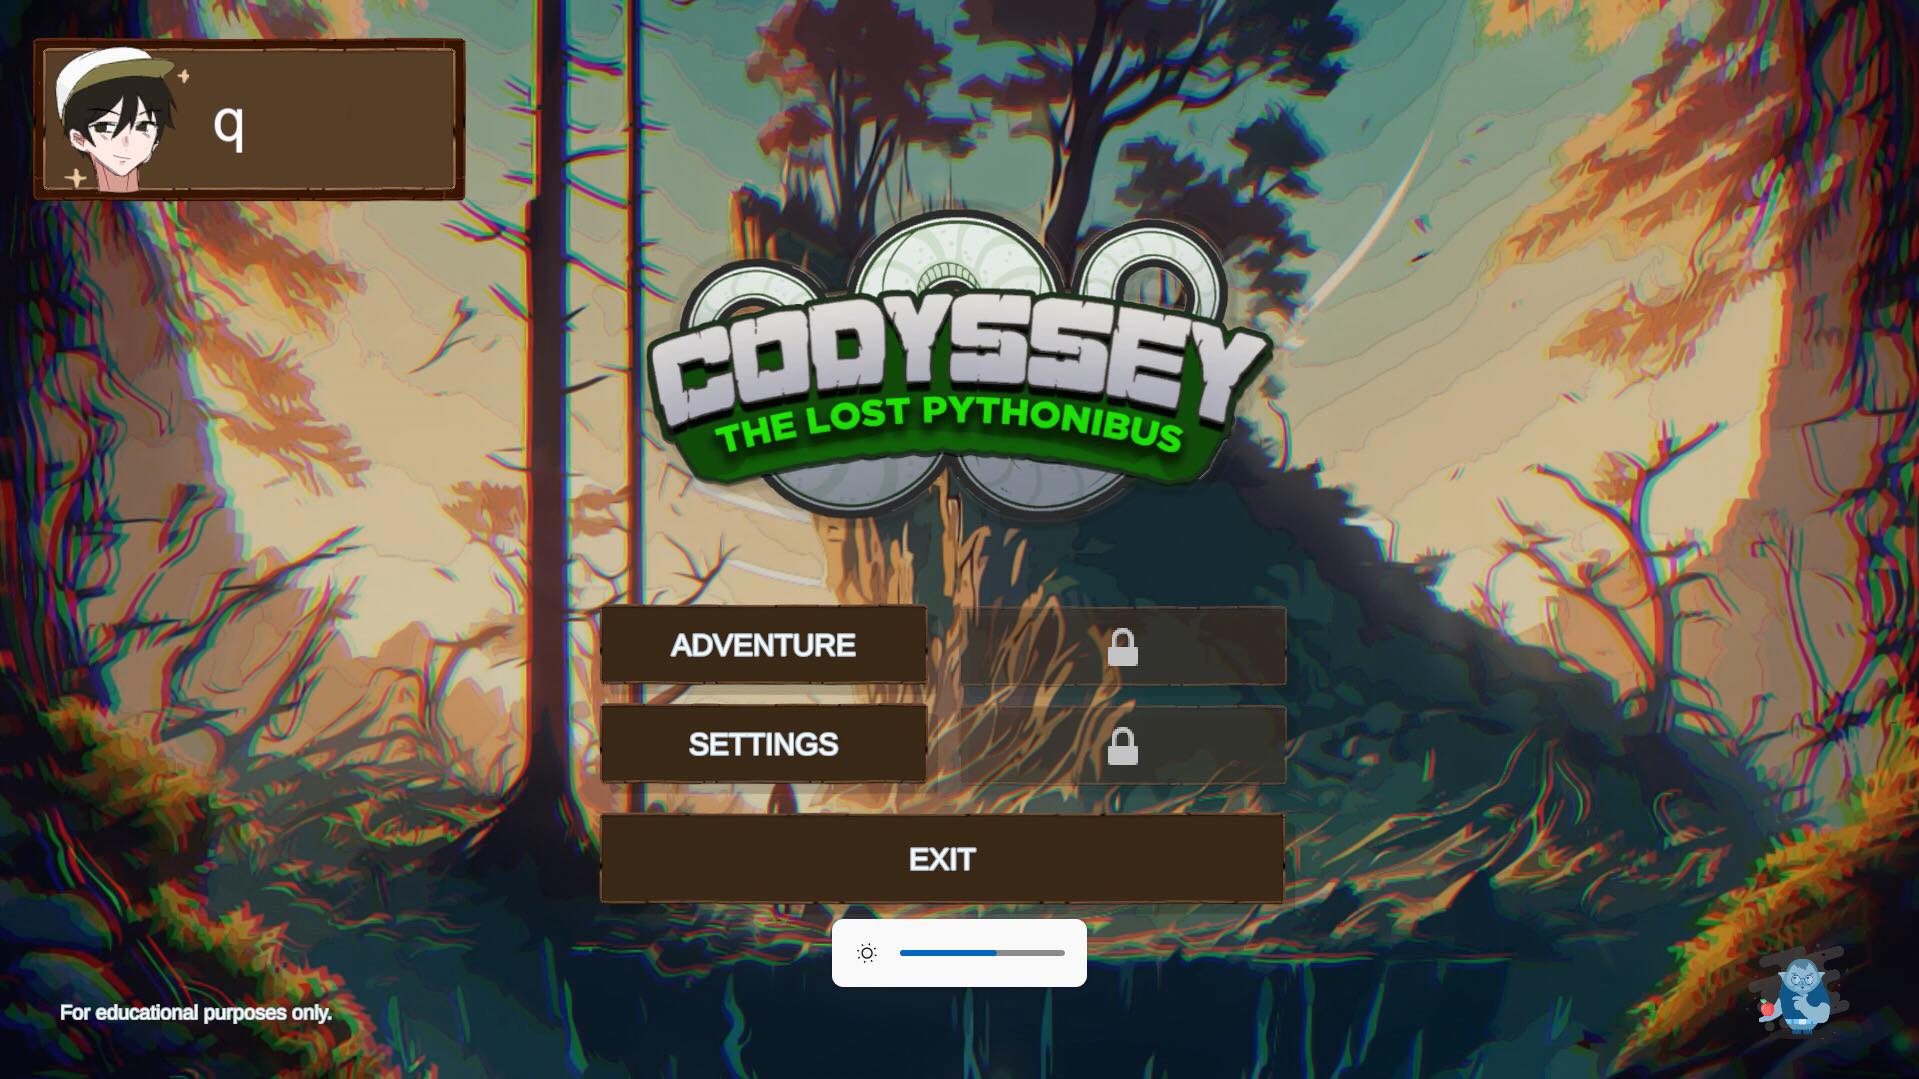 q
CODYSSEY
THE LOST PYTHONIBUS
ADVENTURE
SETTINGS
EXIT
For educational purposes only.